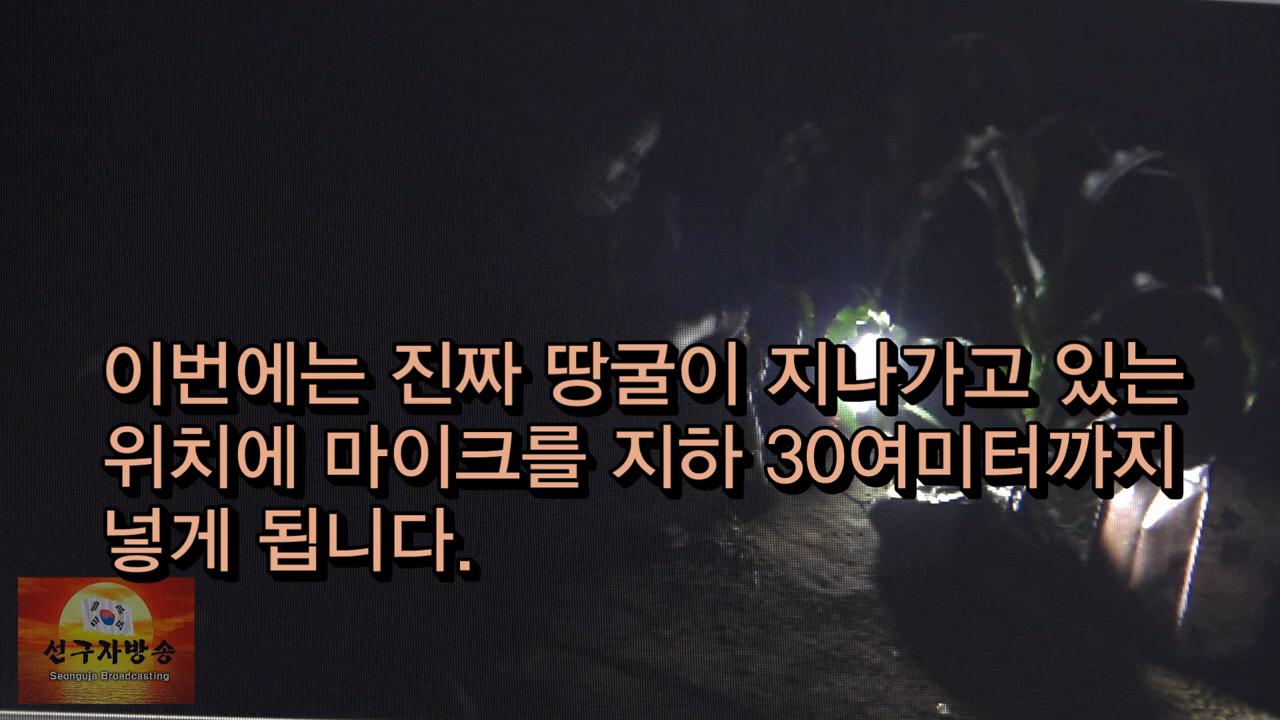 이번에는 진짜 땅굴이 지나가고 있는
위치에 마이크를 지하 30여미터까지
넣게 됩니다.
선구자방송
Seonguja Broadcasting